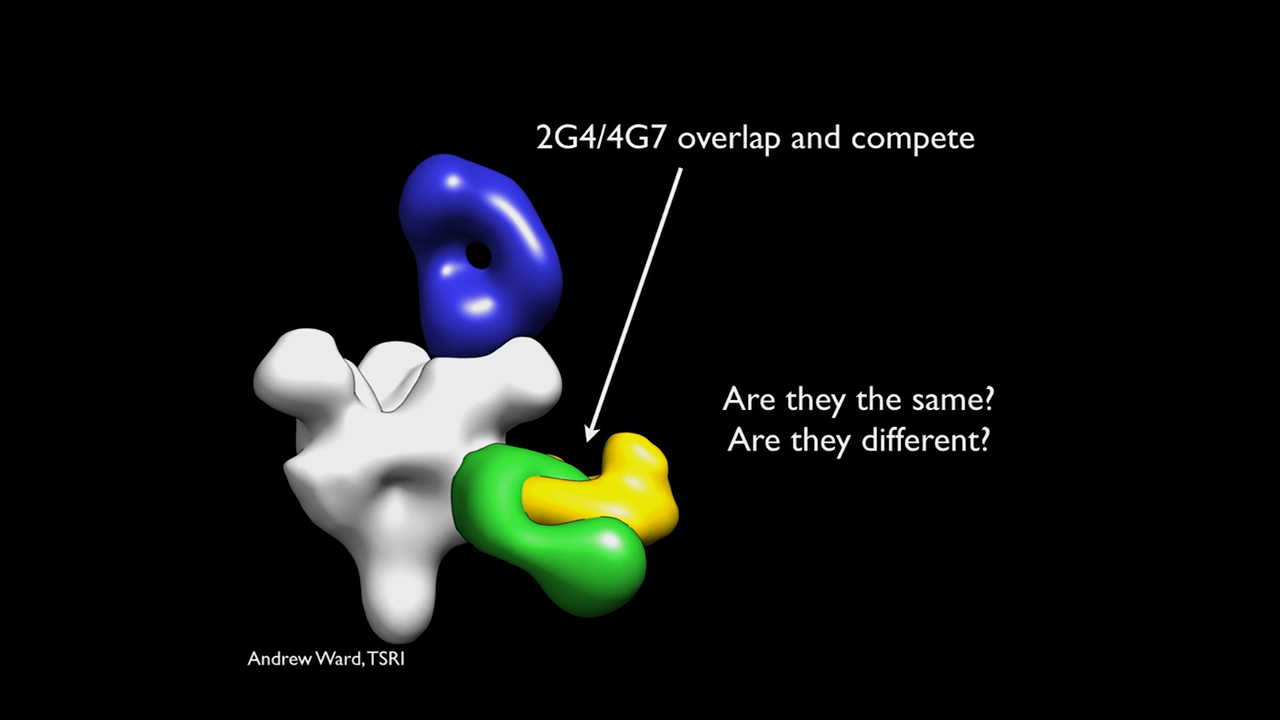 2G4/4G7 overlap and compete
Are they the same?
Are they different?
Andrew Ward, TSRI